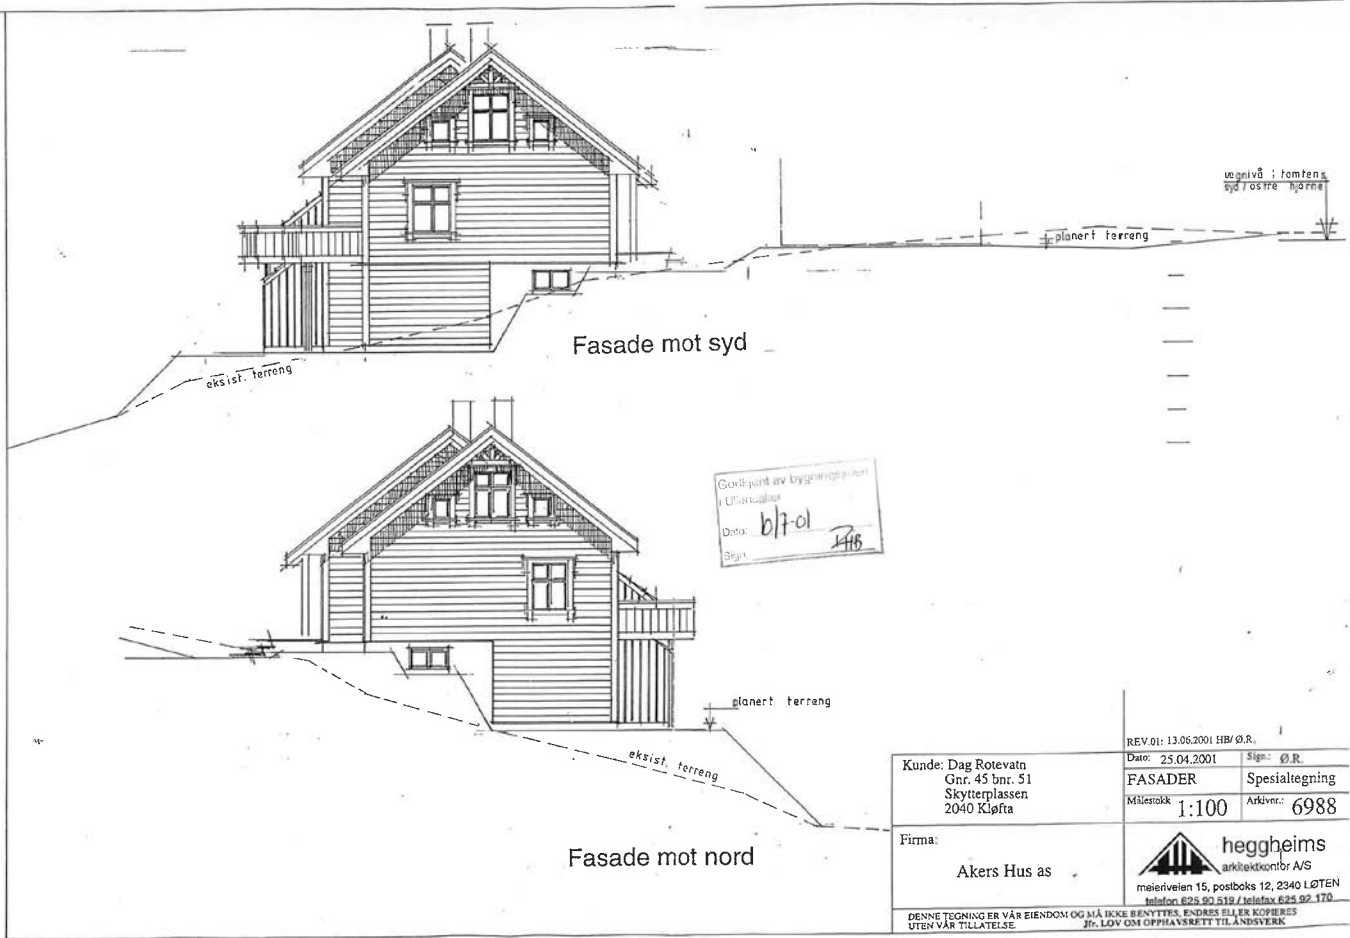 vegnivå i tomtens
syd / østre hjørne
planert terreng
Fasade mot syd
eksist. terreng
Godkjent av bygningssjefen
i Ullensaker
Dato: 6/7-01
Sign.
planert terreng
eksist. terreng
Fasade mot nord
REV.01: 13.06.2001 HB/ Ø.R.
Kunde: Dag Rotevatn
Gnr. 45 bnr. 51
Skytterplassen
2040 Kløfta
Dato: 25.04.2001 Sign.: Ø.R.
FASADER Spesialtegning
Målestokk 1:100 Arkivnr.: 6988
Firma:
Akers Hus as
heggheims
arkitektkontor A/S
meieriveien 15, postboks 12, 2340 LØTEN
telefon 625 90 519 / telefax 625 92 170
DENNE TEGNING ER VÅR EIENDOM OG MÅ IKKE BENYTTES, ENDRES ELLER KOPIERES
UTEN VÅR TILLATELSE. Jfr. LOV OM OPPHAVSRETT TIL ÅNDSVERK